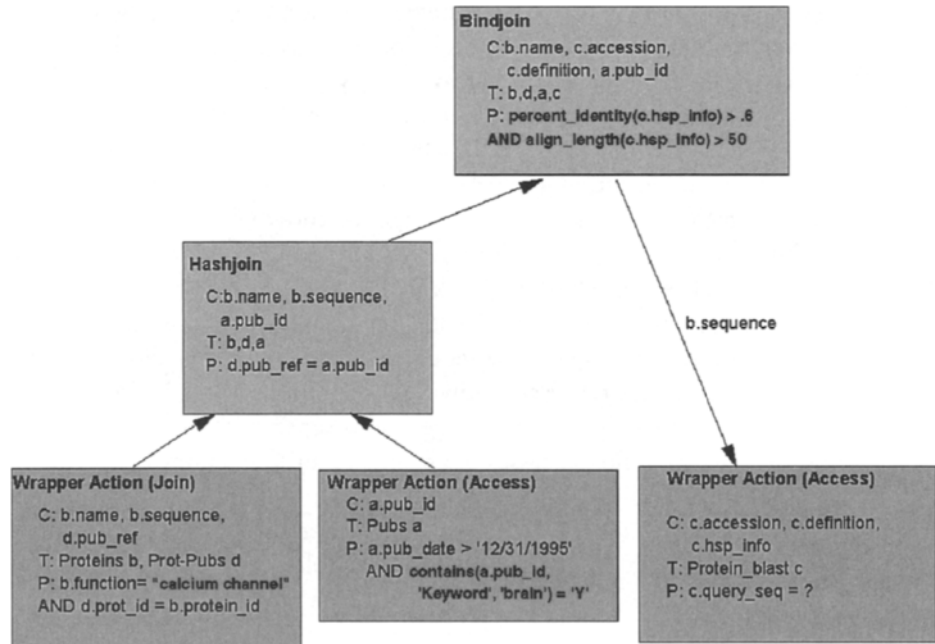 Bindjoin
C:b.name, c.accession,
c.definition, a.pub_id
T: b,d,a,c
P: percent_identity(c.hsp_info) > .6
AND align_length(c.hsp_info) > 50
Hashjoin
C:b.name, b.sequence,
a.pub_id
T: b,d,a
P: d.pub_ref = a.pub_id
b.sequence
Wrapper Action (Join)
C: b.name, b.sequence,
d.pub_ref
T: Proteins b, Prot-Pubs d
P: b.function= "calcium channel"
AND d.prot_id = b.protein_id
Wrapper Action (Access)
C: a.pub_id
T: Pubs a
P: a.pub_date > '12/31/1995'
AND contains(a.pub_id,
'Keyword', 'brain') = 'Y'
Wrapper Action (Access)
C: c.accession, c.definition,
c.hsp_info
T: Protein_blast c
P: c.query_seq = ?